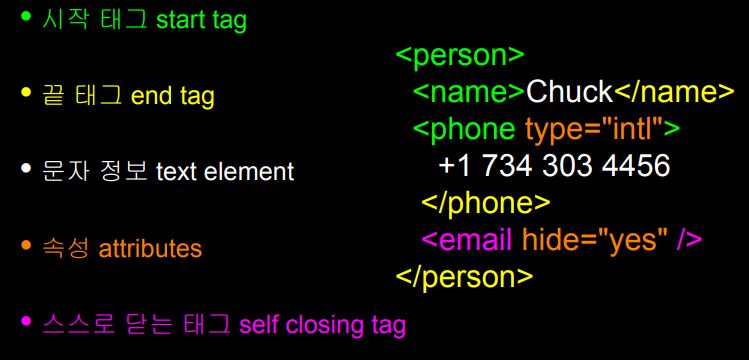 • 시작 태그 start tag
• 끝 태그 end tag
• 문자 정보 text element
• 속성 attributes
• 스스로 닫는 태그 self closing tag
<person>
<name>Chuck</name>
<phone type="intl">
+1 734 303 4456
</phone>
<email hide="yes" />
</person>